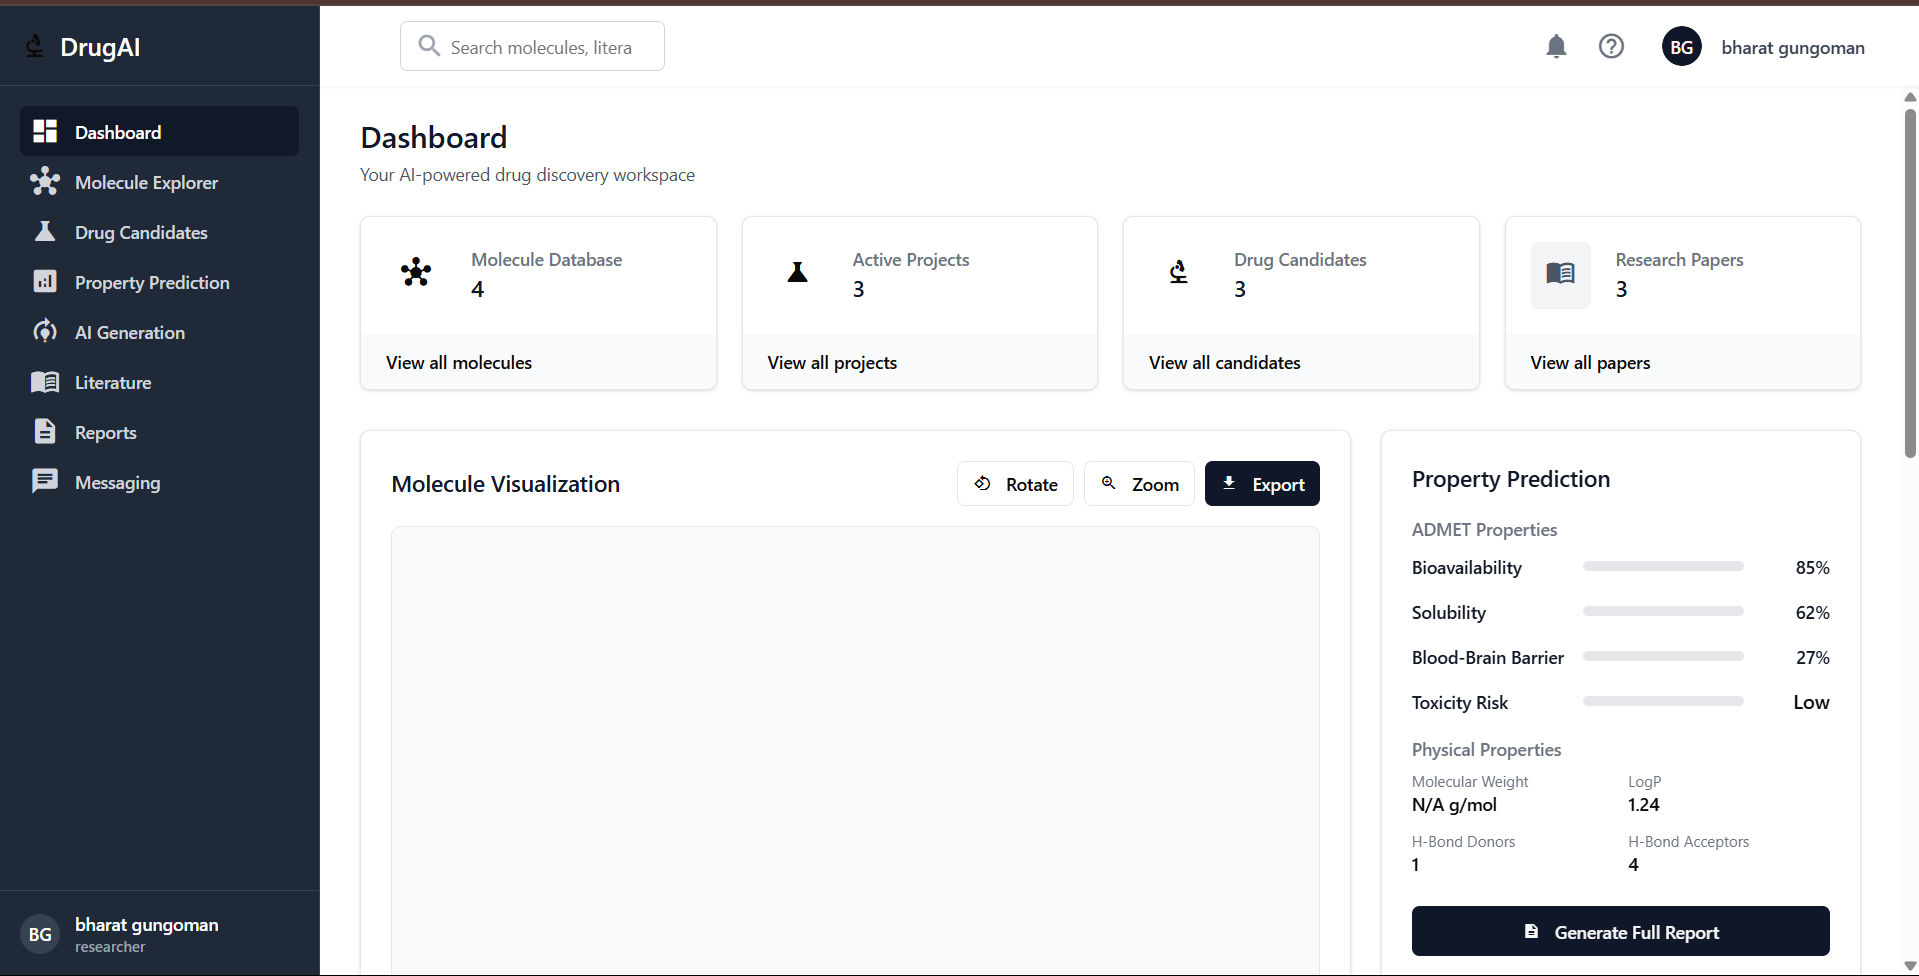 DrugAI
Search molecules, litera
BG
bharat gungoman
Dashboard
Molecule Explorer
Drug Candidates
Property Prediction
AI Generation
Literature
Reports
Messaging
BG
bharat gungoman
researcher
Dashboard
Your AI-powered drug discovery workspace
Molecule Database
4
View all molecules
Active Projects
3
View all projects
Drug Candidates
3
View all candidates
Research Papers
3
View all papers
Molecule Visualization
Rotate
Zoom
Export
Property Prediction
ADMET Properties
Bioavailability 85%
Solubility 62%
Blood-Brain Barrier 27%
Toxicity Risk Low
Physical Properties
Molecular Weight
N/A g/mol
LogP
1.24
H-Bond Donors
1
H-Bond Acceptors
4
Generate Full Report